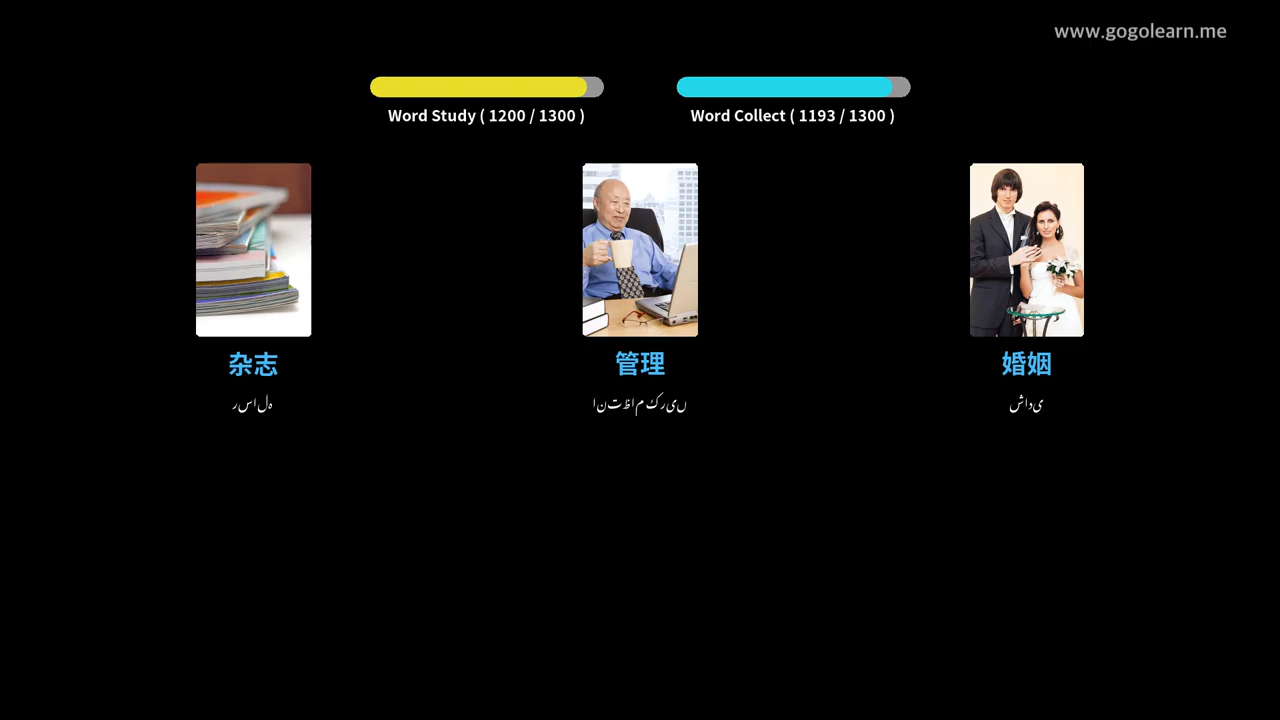 www.gogolearn.me
Word Study ( 1200 / 1300 )
Word Collect ( 1193 / 1300 )
杂志
管理
婚姻
رسالہ
انتظام کریں
شادی